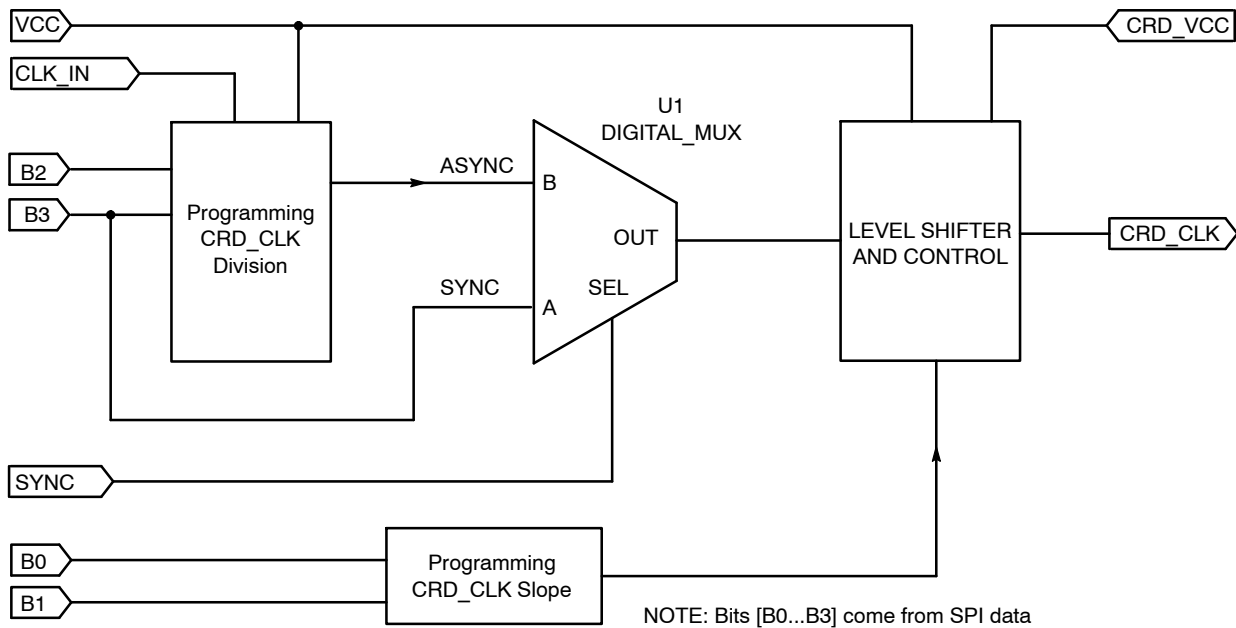 VCC
CRD_VCC
CLK_IN
U1
DIGITAL_MUX
B2
ASYNC
B
B3
Programming
CRD_CLK
Division
OUT
LEVEL SHIFTER
AND CONTROL
CRD_CLK
SYNC
A
SEL
SYNC
B0
Programming
CRD_CLK Slope
B1
NOTE: Bits [B0...B3] come from SPI data